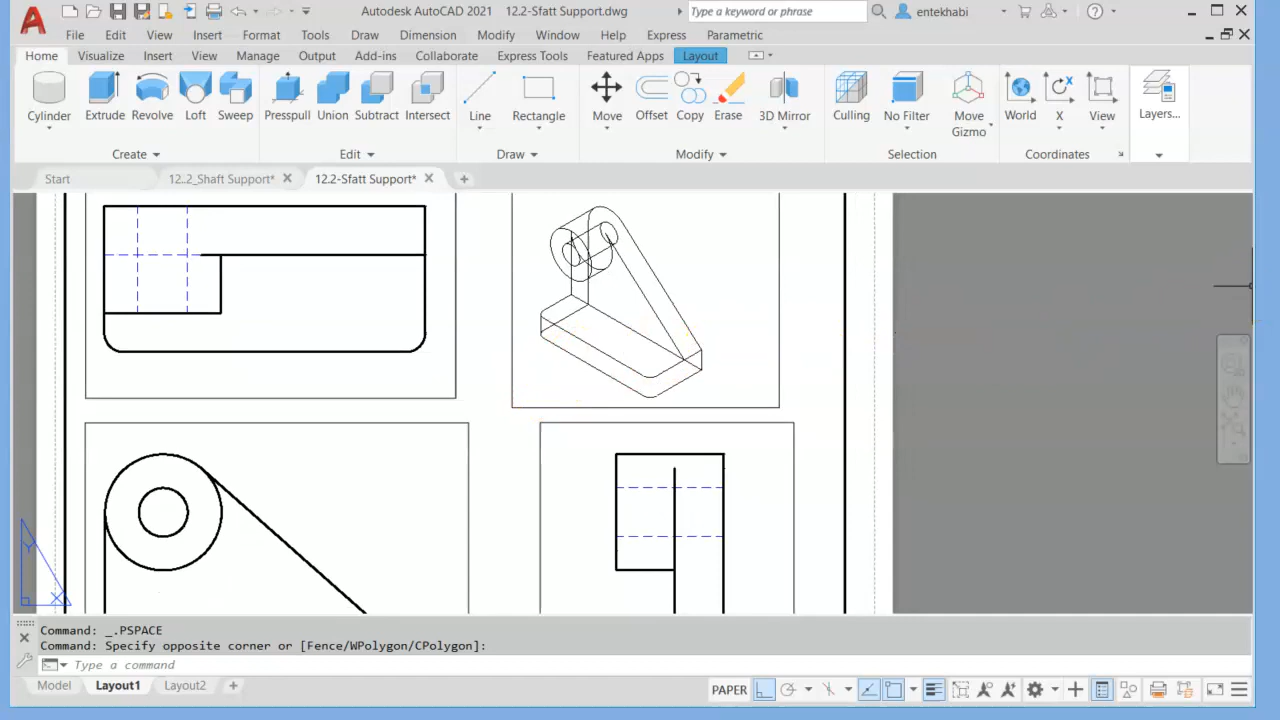 Autodesk AutoCAD 2021 12.2-Sfatt Support.dwg
Type a keyword or phrase
entekhabi
File Edit View Insert Format Tools Draw Dimension Modify Window Help Express Parametric
Home Visualize Insert View Manage Output Add-ins Collaborate Express Tools Featured Apps Layout
Cylinder Extrude Revolve Loft Sweep Presspull Union Subtract Intersect Line Rectangle Move Offset Copy Erase 3D Mirror Culling No Filter Move Gizmo World X View Layers...
Create Edit Draw Modify Selection Coordinates
Start 12..2_Shaft Support* 12.2-Sfatt Support*
Y
X
Command: _.PSPACE
Command: Specify opposite corner or [Fence/WPolygon/CPolygon]:
Type a command
Model Layout1 Layout2 +
PAPER